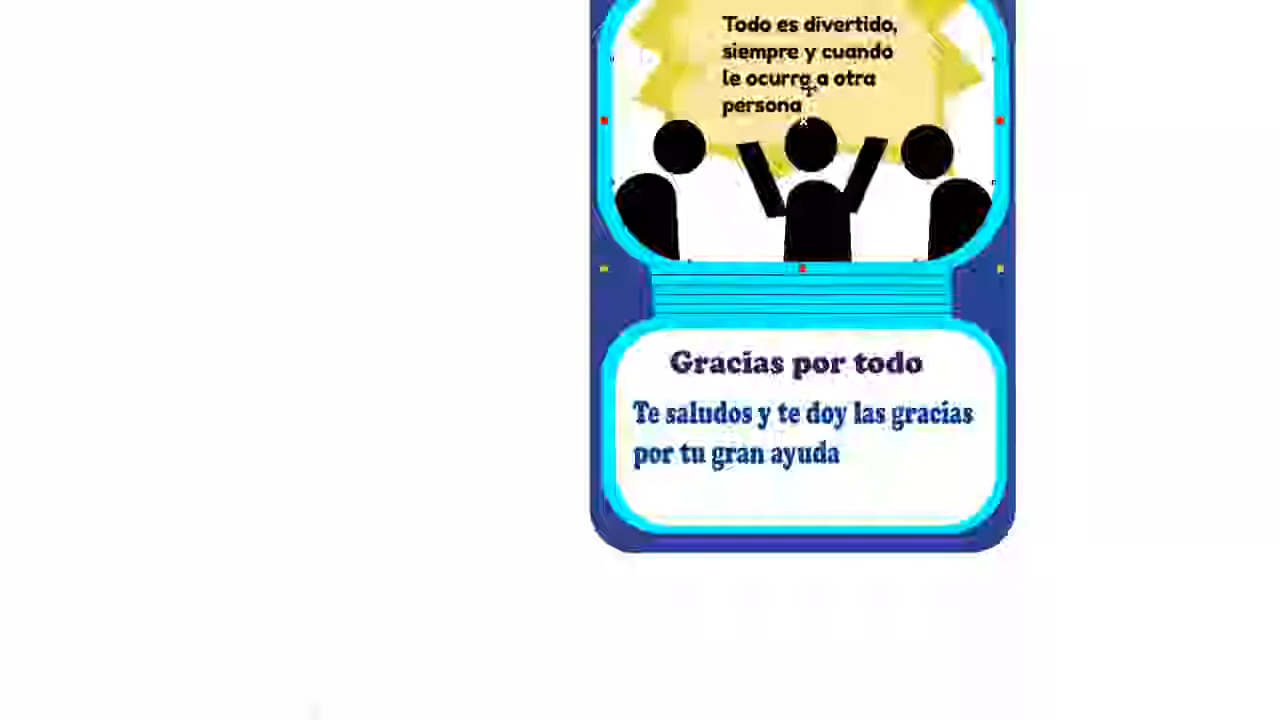 Todo es divertido,
siempre y cuando
le ocurra a otra
persona
Gracias por todo
Te saludos y te doy las gracias
por tu gran ayuda